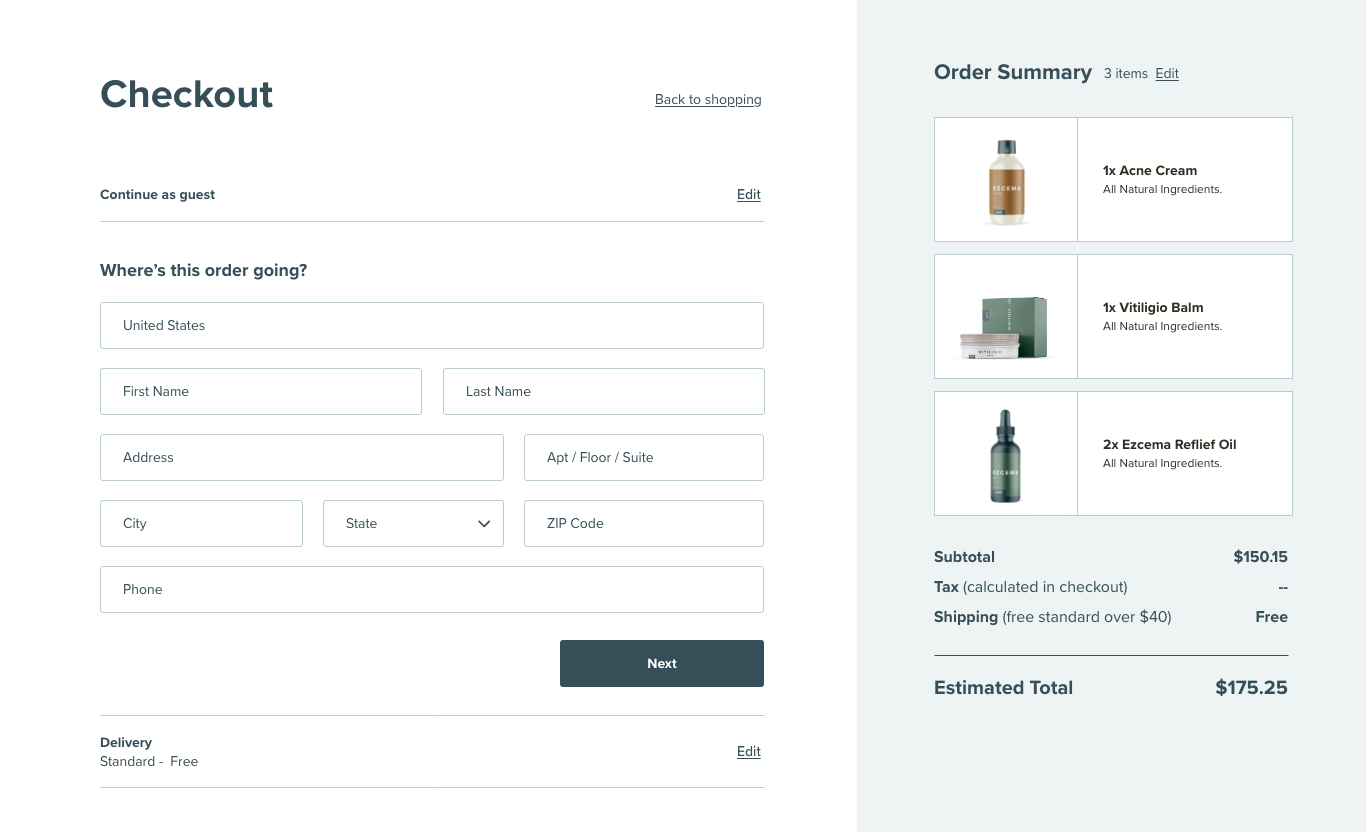 Checkout
Back to shopping
Continue as guest
Edit
Where’s this order going?
United States
First Name
Last Name
Address
Apt / Floor / Suite
City
State
ZIP Code
Phone
Next
Delivery
Standard - Free
Edit
Order Summary 3 items Edit
EZCEMA
1x Acne Cream
All Natural Ingredients.
VITILIGIO
1x Vitiligio Balm
All Natural Ingredients.
EZCEMA
2x Ezcema Reflief Oil
All Natural Ingredients.
Subtotal $150.15
Tax (calculated in checkout) --
Shipping (free standard over $40) Free
Estimated Total $175.25